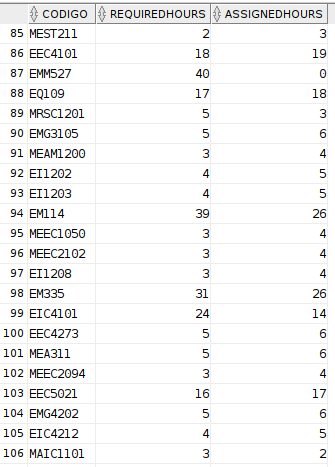 CODIGO REQUIREDHOURS ASSIGNEDHOURS
85 MEST211 2 3
86 EEC4101 18 19
87 EMM527 40 0
88 EQ109 17 18
89 MRSC1201 5 3
90 EMG3105 5 6
91 MEAM1200 3 4
92 EI1202 4 5
93 EI1203 4 5
94 EM114 39 26
95 MEEC1050 3 4
96 MEEC2102 3 4
97 EI1208 3 4
98 EM335 31 26
99 EIC4101 24 14
100 EEC4273 5 6
101 MEA311 5 6
102 MEEC2094 3 4
103 EEC5021 16 17
104 EMG4202 5 6
105 EIC4212 4 5
106 MAIC1101 3 2